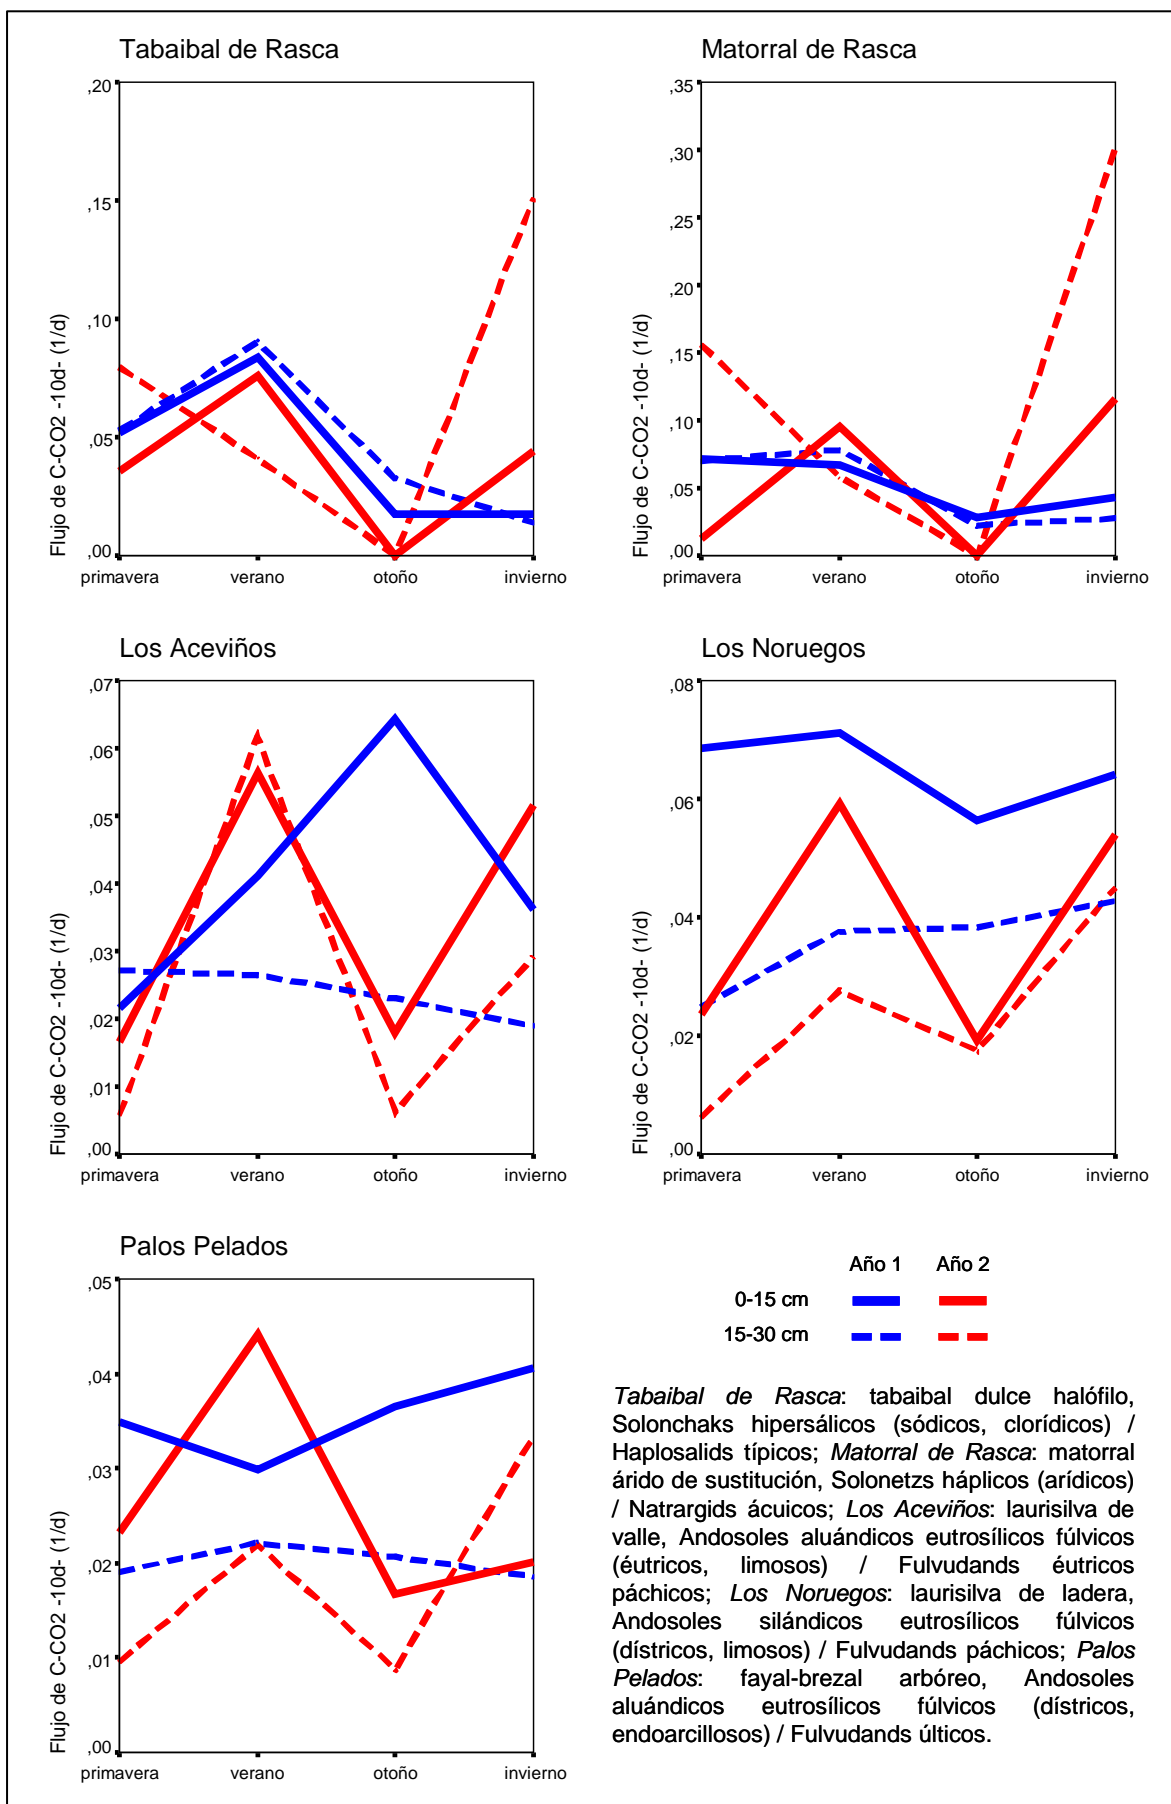 Tabaibal de Rasca
Flujo de C-CO2 -10d- (1/d)
,20
,15
,10
,05
,00
primavera verano otoño invierno
Matorral de Rasca
Flujo de C-CO2 -10d- (1/d)
,35
,30
,25
,20
,15
,10
,05
,00
primavera verano otoño invierno
Los Aceviños
Flujo de C-CO2 -10d- (1/d)
,07
,06
,05
,04
,03
,02
,01
,00
primavera verano otoño invierno
Los Noruegos
Flujo de C-CO2 -10d- (1/d)
,08
,06
,04
,02
,00
primavera verano otoño invierno
Palos Pelados
Flujo de C-CO2 -10d- (1/d)
,05
,04
,03
,02
,01
,00
primavera verano otoño invierno
Año 1 Año 2
0-15 cm
15-30 cm
Tabaibal de Rasca: tabaibal dulce halófilo,
Solonchaks hipersálicos (sódicos, clorídicos) /
Haplosalids típicos; Matorral de Rasca: matorral
árido de sustitución, Solonetzs háplicos (arídicos)
/ Natrargids ácuicos; Los Aceviños: laurisilva de
valle, Andosoles aluándicos eutrosílicos fúlvicos
(éutricos, limosos) / Fulvudands éutricos
páchicos; Los Noruegos: laurisilva de ladera,
Andosoles silándicos eutrosílicos fúlvicos
(dístricos, limosos) / Fulvudands páchicos; Palos
Pelados: fayal-brezal arbóreo, Andosoles
aluándicos eutrosílicos fúlvicos (dístricos,
endoarcillosos) / Fulvudands últicos.